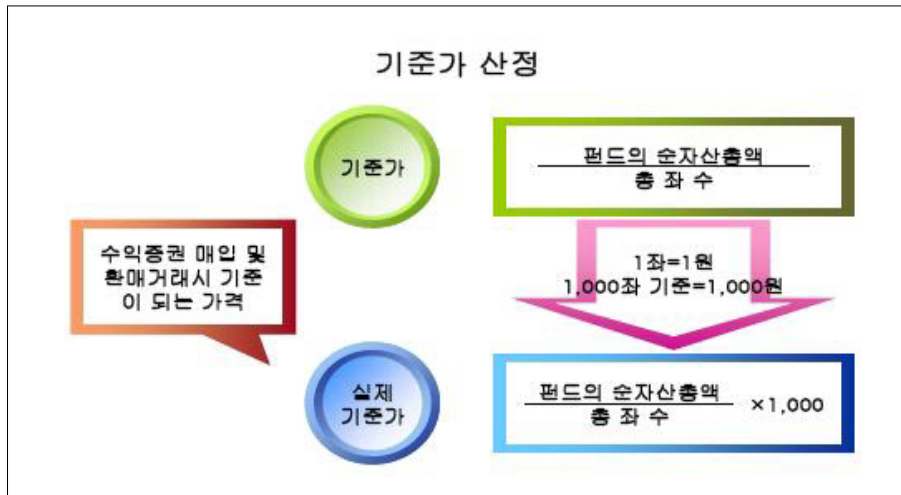 기준가 산정
기준가
펀드의 순자산총액
총 좌 수
수익증권 매입 및
환매거래시 기준
이 되는 가격
1좌=1원
1,000좌 기준=1,000원
실제
기준가
펀드의 순자산총액
총 좌 수
×1,000